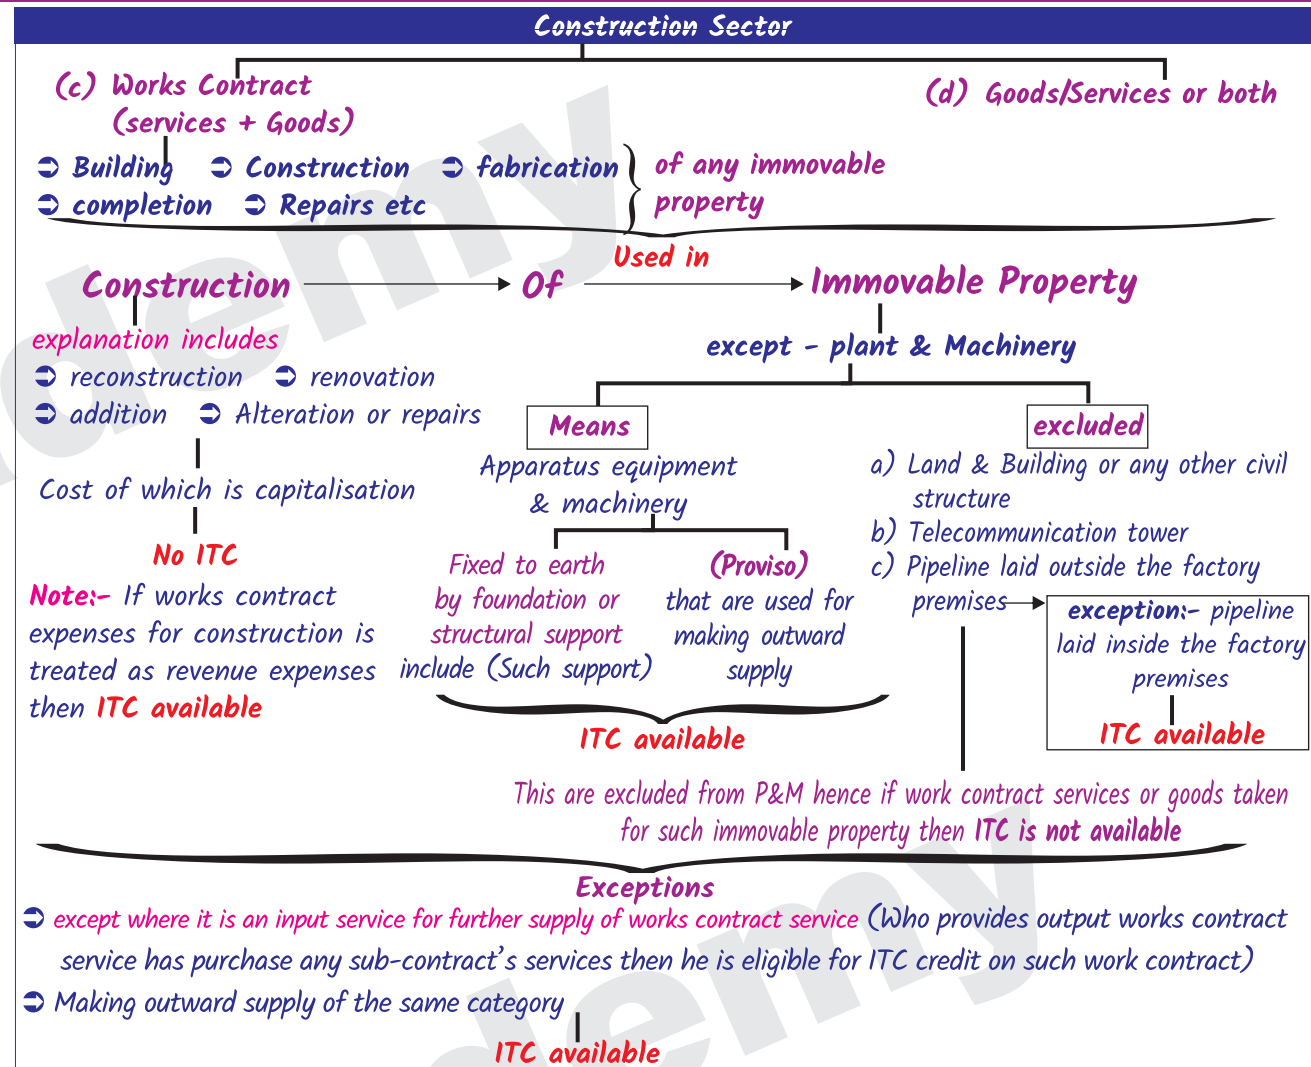 Construction Sector
(c) Works Contract
(services + Goods)
(d) Goods/Services or both
➲ Building ➲ Construction ➲ fabrication
➲ completion ➲ Repairs etc
of any immovable
property
Used in
Construction Of Immovable Property
explanation includes
➲ reconstruction ➲ renovation
➲ addition ➲ Alteration or repairs
Cost of which is capitalisation
No ITC
Note:- If works contract
expenses for construction is
treated as revenue expenses
then ITC available
except - plant & Machinery
Means
Apparatus equipment
& machinery
Fixed to earth
by foundation or
structural support
include (Such support)
(Proviso)
that are used for
making outward
supply
ITC available
excluded
a) Land & Building or any other civil
structure
b) Telecommunication tower
c) Pipeline laid outside the factory
premises
exception:- pipeline
laid inside the factory
premises
ITC available
This are excluded from P&M hence if work contract services or goods taken
for such immovable property then ITC is not available
Exceptions
➲ except where it is an input service for further supply of works contract service (Who provides output works contract
service has purchase any sub-contract's services then he is eligible for ITC credit on such work contract)
➲ Making outward supply of the same category
ITC available
demy
demy